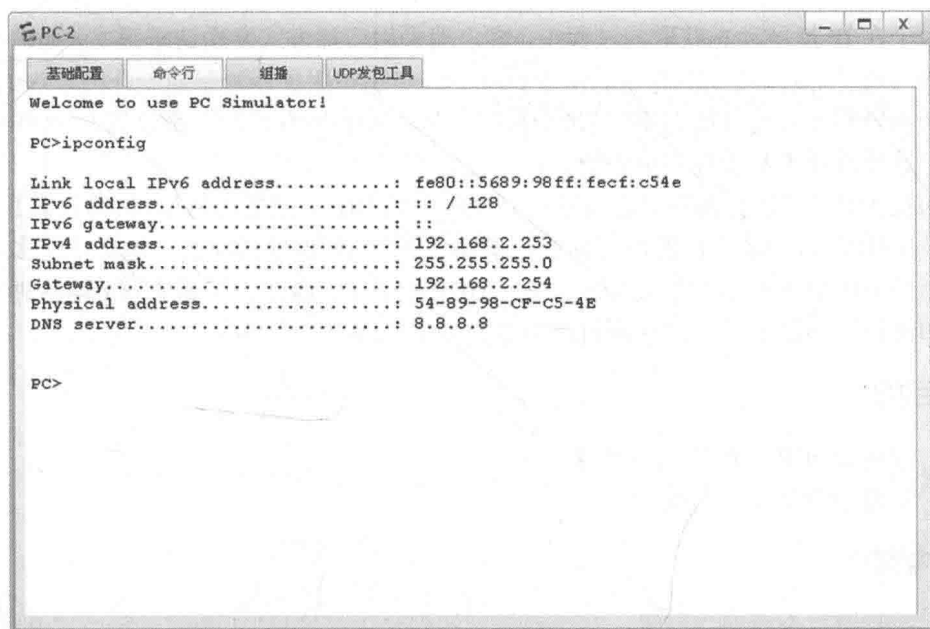 PC-2
基础配置 命令行 组播 UDP发包工具
Welcome to use PC Simulator!
PC>ipconfig
Link local IPv6 address...........: fe80::5689:98ff:fecf:c54e
IPv6 address......................: :: / 128
IPv6 gateway......................: ::
IPv4 address......................: 192.168.2.253
Subnet mask.......................: 255.255.255.0
Gateway...........................: 192.168.2.254
Physical address..................: 54-89-98-CF-C5-4E
DNS server........................: 8.8.8.8
PC>